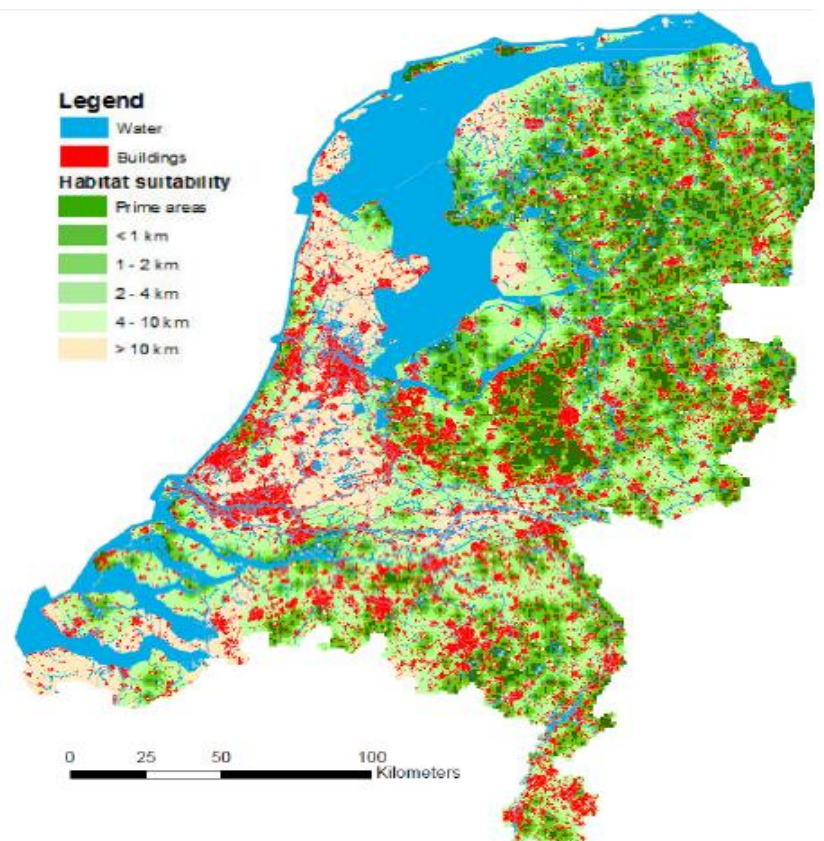 Legend
Water
Buildings
Habitat suitability
Prime areas
< 1 km
1 - 2 km
2 - 4 km
4 - 10 km
> 10 km
0 25 50 100
Kilometers